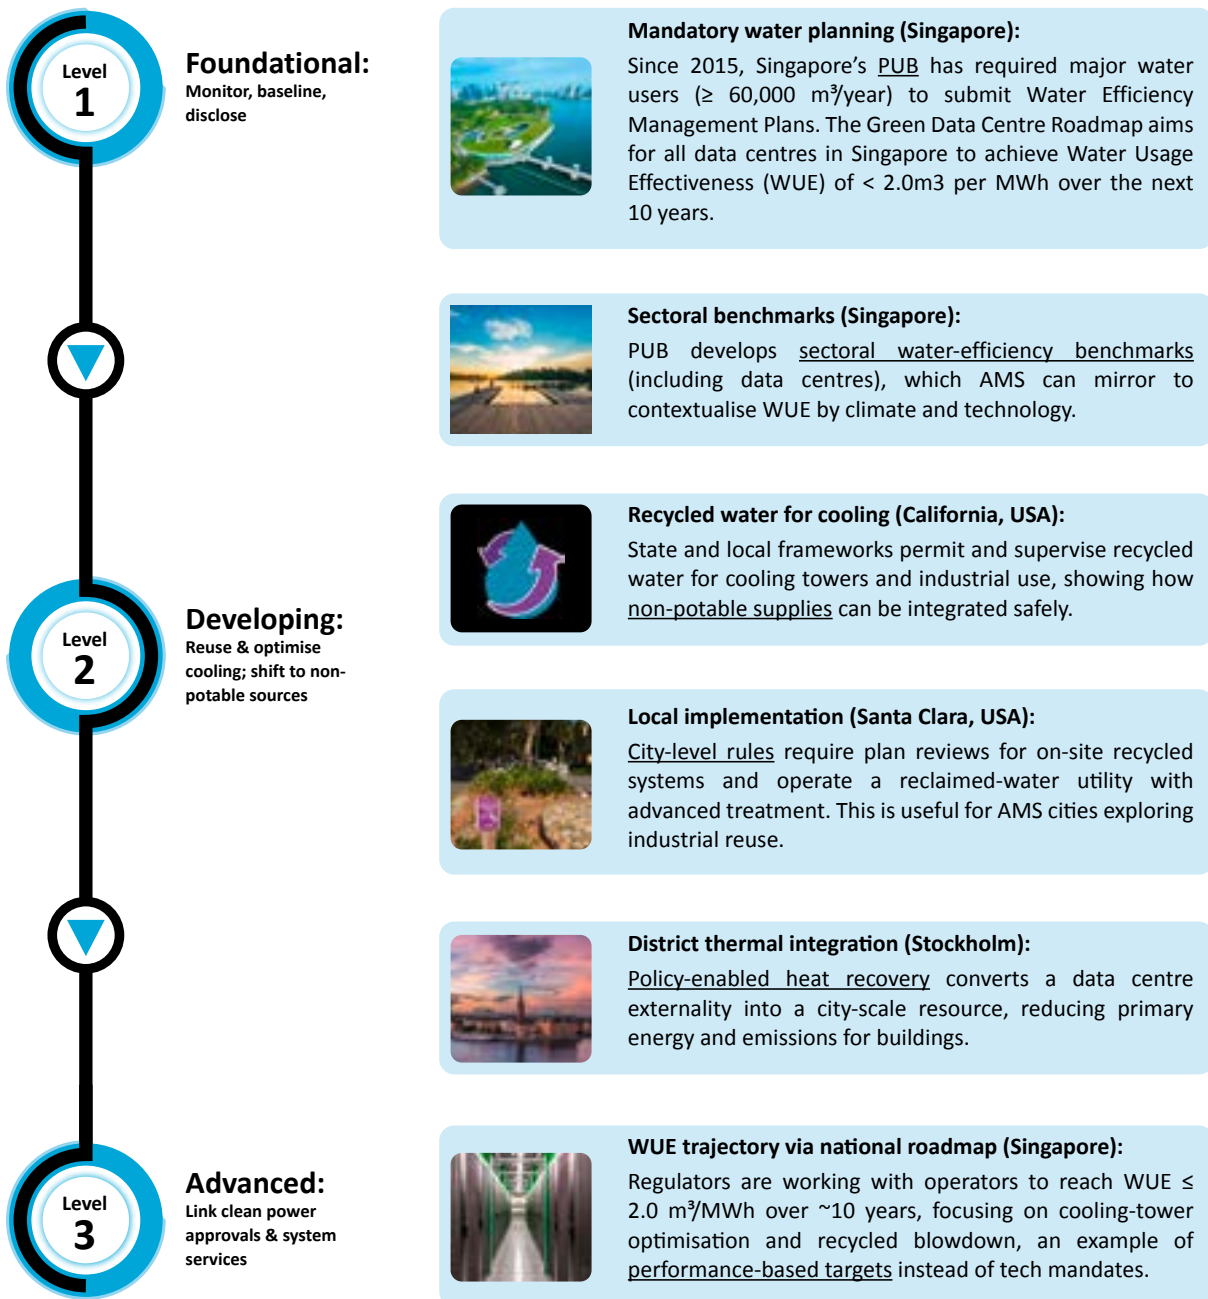 Level
1
Foundational:
Monitor, baseline,
disclose
Mandatory water planning (Singapore):
Since 2015, Singapore's PUB has required major water
users (≥ 60,000 m³/year) to submit Water Efficiency
Management Plans. The Green Data Centre Roadmap aims
for all data centres in Singapore to achieve Water Usage
Effectiveness (WUE) of < 2.0m3 per MWh over the next
10 years.
Sectoral benchmarks (Singapore):
PUB develops sectoral water-efficiency benchmarks
(including data centres), which AMS can mirror to
contextualise WUE by climate and technology.
Recycled water for cooling (California, USA):
State and local frameworks permit and supervise recycled
water for cooling towers and industrial use, showing how
non-potable supplies can be integrated safely.
Level
2
Developing:
Reuse & optimise
cooling; shift to non-
potable sources
Local implementation (Santa Clara, USA):
City-level rules require plan reviews for on-site recycled
systems and operate a reclaimed-water utility with
advanced treatment. This is useful for AMS cities exploring
industrial reuse.
District thermal integration (Stockholm):
Policy-enabled heat recovery converts a data centre
externality into a city-scale resource, reducing primary
energy and emissions for buildings.
Level
3
Advanced:
Link clean power
approvals & system
services
WUE trajectory via national roadmap (Singapore):
Regulators are working with operators to reach WUE ≤
2.0 m³/MWh over ~10 years, focusing on cooling-tower
optimisation and recycled blowdown, an example of
performance-based targets instead of tech mandates.